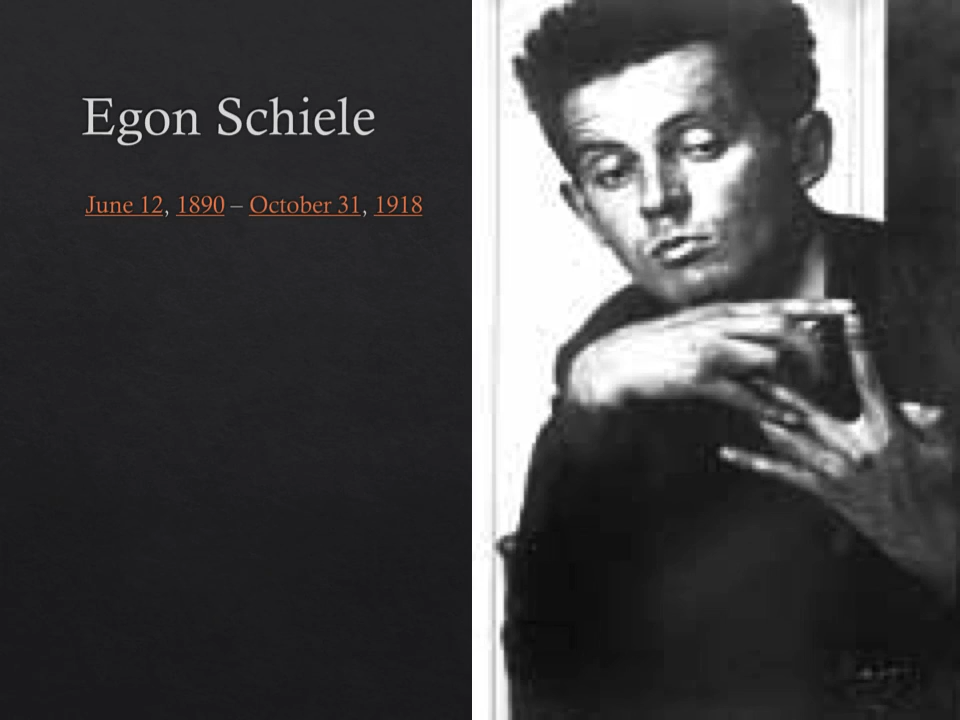 Egon Schiele
June 12, 1890 – October 31, 1918